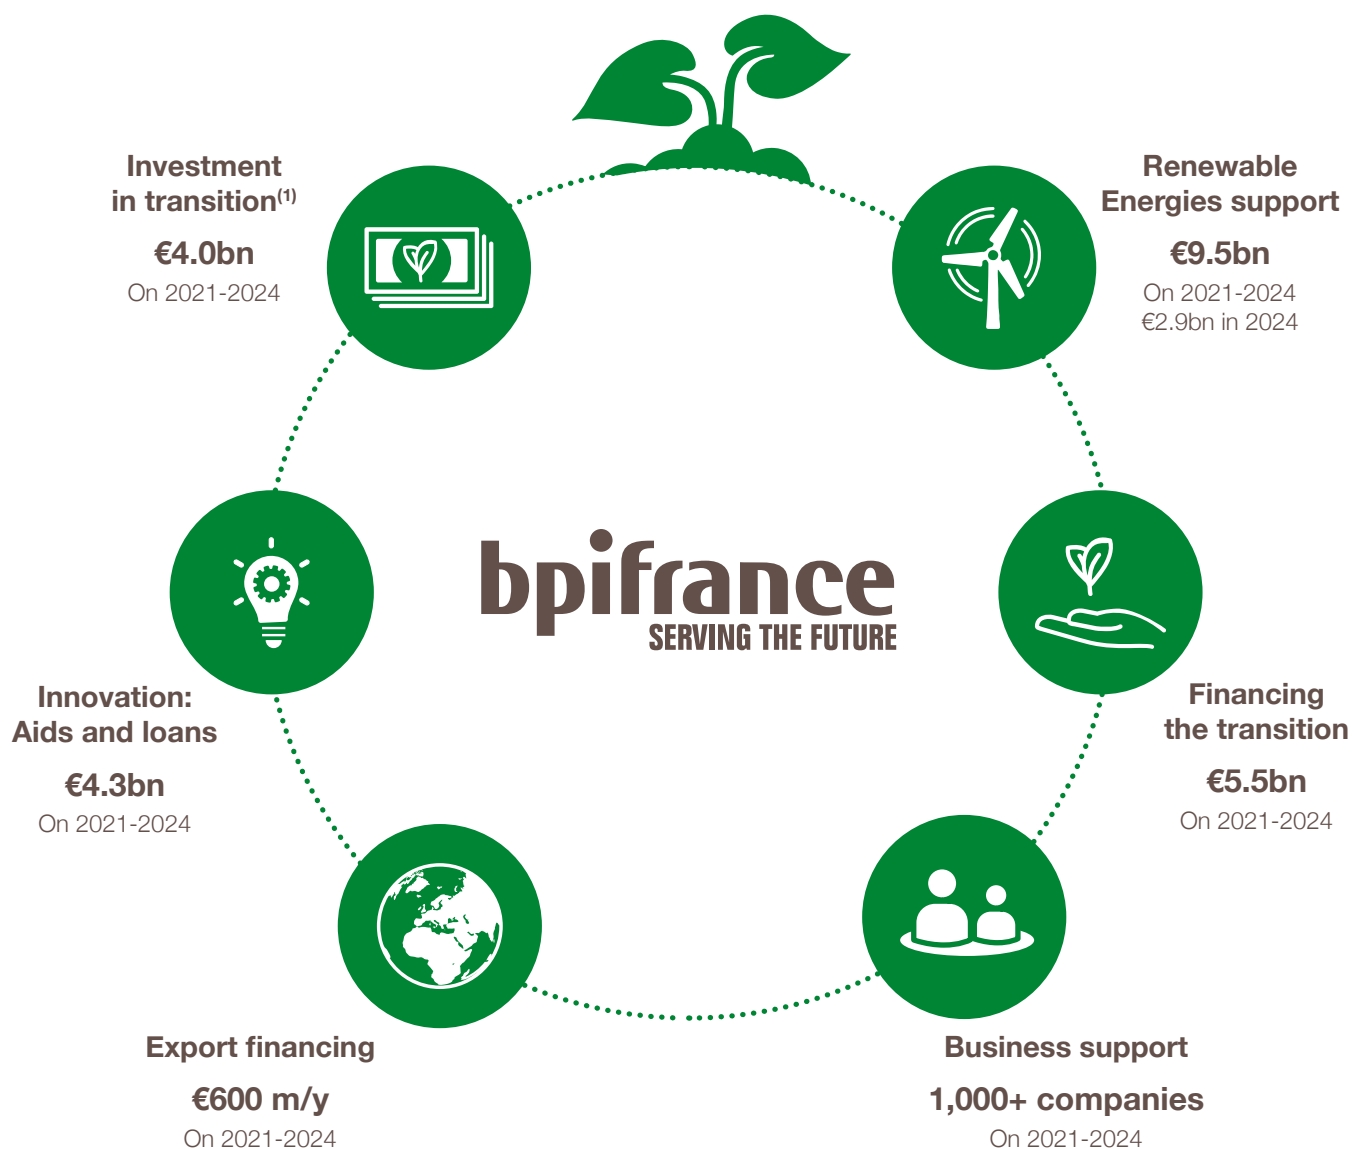 Investment
in transition(1)
€4.0bn
On 2021-2024
Renewable
Energies support
€9.5bn
On 2021-2024
€2.9bn in 2024
bpifrance
SERVING THE FUTURE
Innovation:
Aids and loans
€4.3bn
On 2021-2024
Financing
the transition
€5.5bn
On 2021-2024
Export financing
€600 m/y
On 2021-2024
Business support
1,000+ companies
On 2021-2024